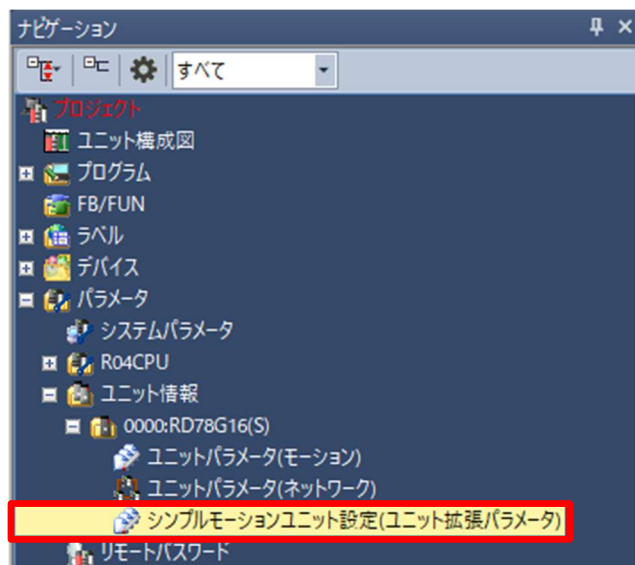 ナビゲーション
すべて
プロジェクト
ユニット構成図
プログラム
FB/FUN
ラベル
デバイス
パラメータ
システムパラメータ
R04CPU
ユニット情報
0000:RD78G16(S)
ユニットパラメータ(モーション)
ユニットパラメータ(ネットワーク)
シンプルモーションユニット設定(ユニット拡張パラメータ)
リモートパスワード